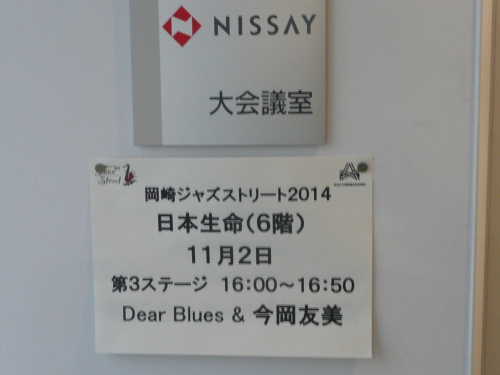 NISSAY
大会議室
Street
岡崎ジャズストリート2014
日本生命(6階)
11月2日
第3ステージ 16:00~16:50
Dear Blues & 今岡友美